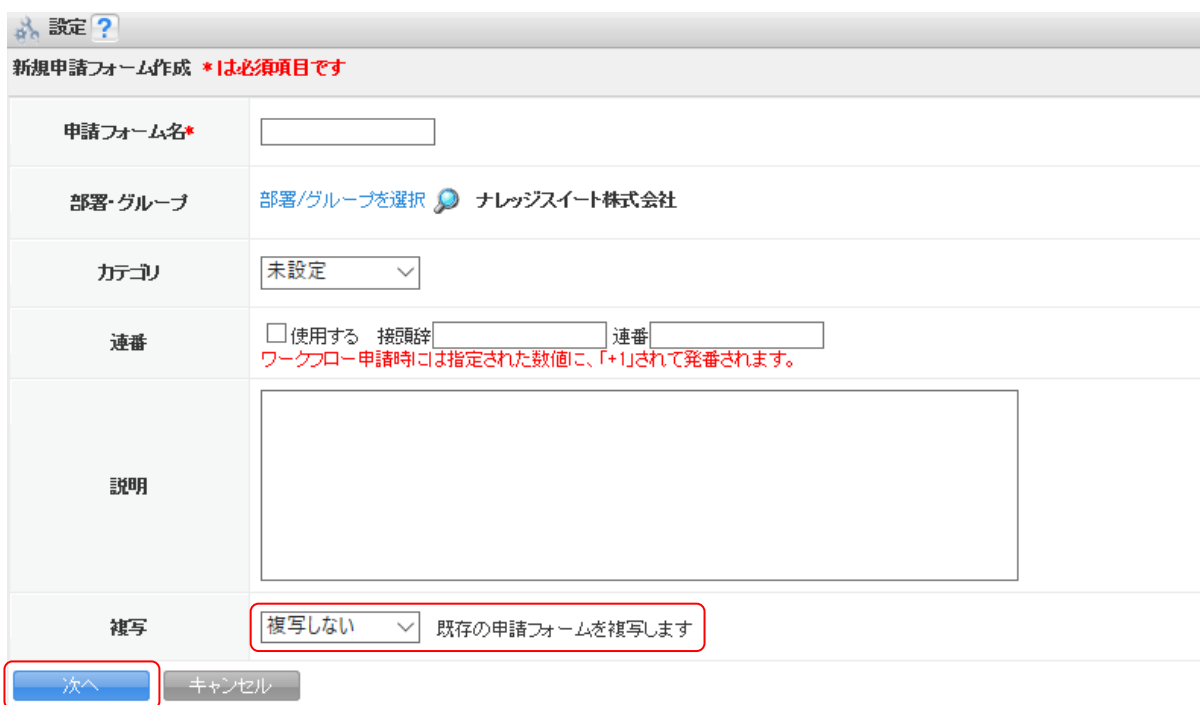 設定 ?
新規申請フォーム作成 *は必須項目です
申請フォーム名*
部署・グループ 部署/グループを選択 ナレッジスイート株式会社
カテゴリ 未設定
連番 使用する 接頭辞 連番
ワークフロー申請時には指定された数値に、「+1」されて発番されます。
説明
複写 複写しない 既存の申請フォームを複写します
次へ キャンセル